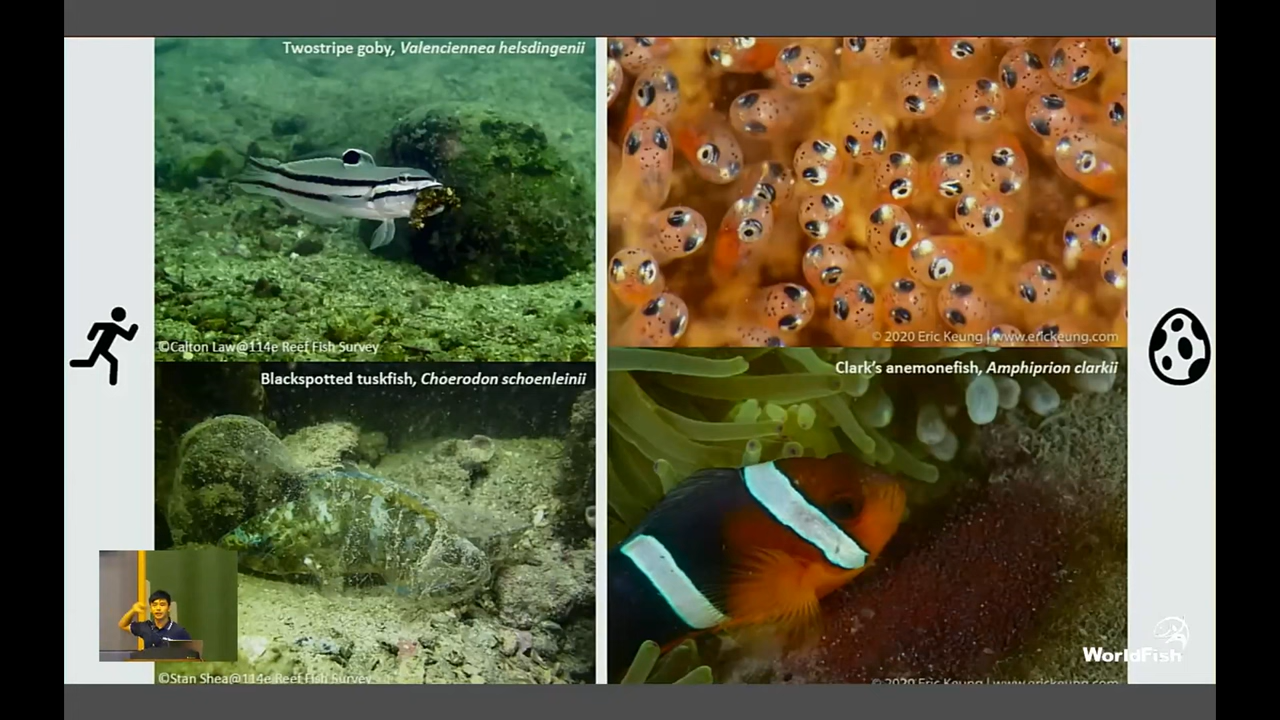 Twostripe goby, Valenciennea helsdingenii
©Calton Law@114e Reef Fish Survey
Blackspotted tuskfish, Choerodon schoenleinii
©Stan Shea@114e Reef Fish Survey
© 2020 Eric Keung | www.erickeung.com
Clark's anemonefish, Amphiprion clarkii
© 2020 Eric Keung | www.erickeung.com
WorldFish